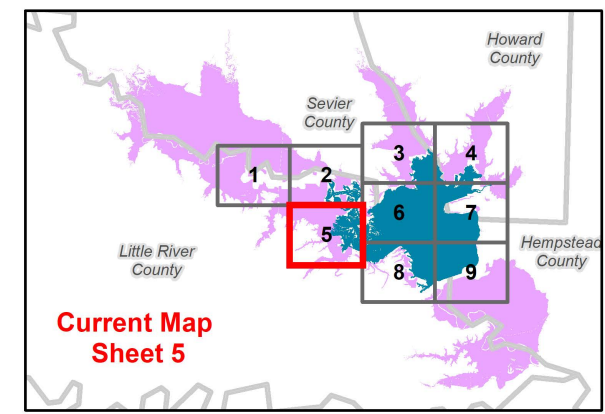 Howard
County
Sevier
County
3
4
1
2
6
7
5
Little River
County
Hempstead
County
8
9
Current Map
Sheet 5